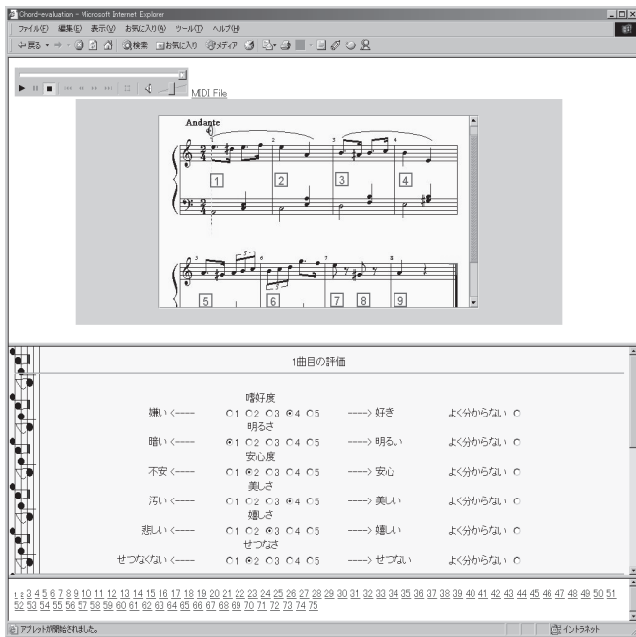 Chord-evaluation - Microsoft Internet Explorer
ファイル(F) 編集(E) 表示(V) お気に入り(A) ツール(T) ヘルプ(H)
戻る 検索 お気に入り メディア
MIDI File
Andante
1 2 3 4
2 4
1 2 3 4
2 4
5 6 7 8
3
3
5 6 7 8 9
1曲目の評価
嗜好度
嫌い <---- 1 2 3 4 5 ----> 好き よく分からない
明るさ
暗い <---- 1 2 3 4 5 ----> 明るい よく分からない
安心度
不安 <---- 1 2 3 4 5 ----> 安心 よく分からない
美しさ
汚い <---- 1 2 3 4 5 ----> 美しい よく分からない
嬉しさ
悲しい <---- 1 2 3 4 5 ----> 嬉しい よく分からない
せつなさ
せつなくない <---- 1 2 3 4 5 ----> せつない よく分からない
1 2 3 4 5 6 7 8 9 10 11 12 13 14 15 16 17 18 19 20 21 22 23 24 25 26 27 28 29 30 31 32 33 34 35 36 37 38 39 40 41 42 43 44 45 46 47 48 49 50 51
52 53 54 55 56 57 58 59 60 61 62 63 64 65 66 67 68 69 70 71 72 73 74 75
アプレットが開始されました。 イントラネット